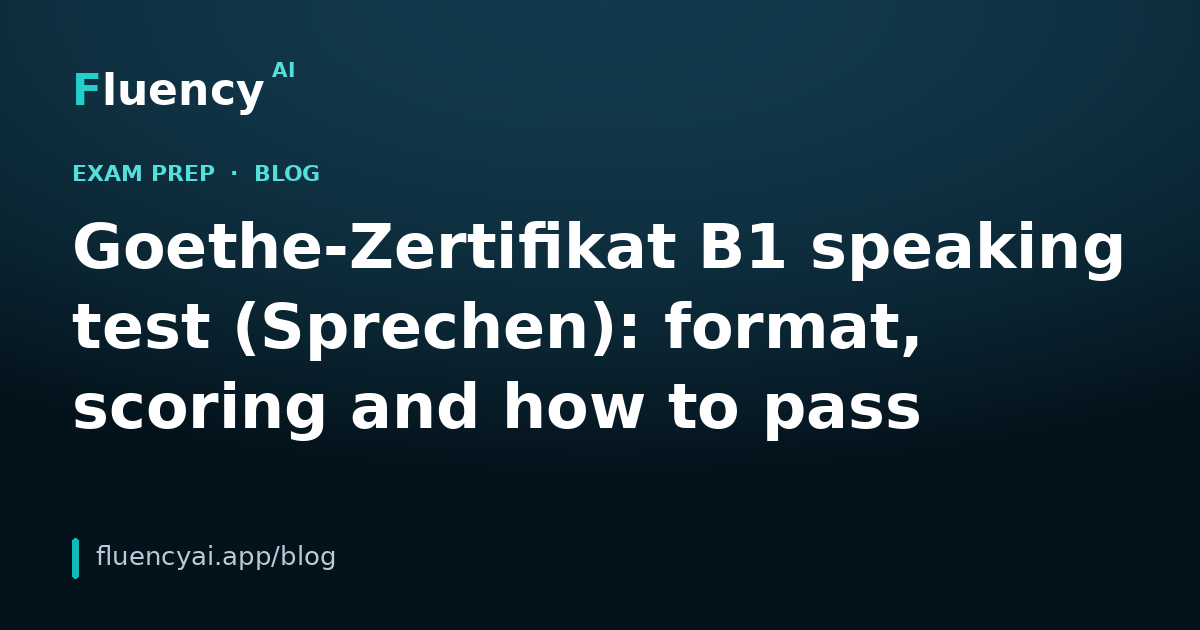 Fluency AI
EXAM PREP · BLOG
Goethe-Zertifikat B1 speaking
test (Sprechen): format,
scoring and how to pass
fluencyai.app/blog